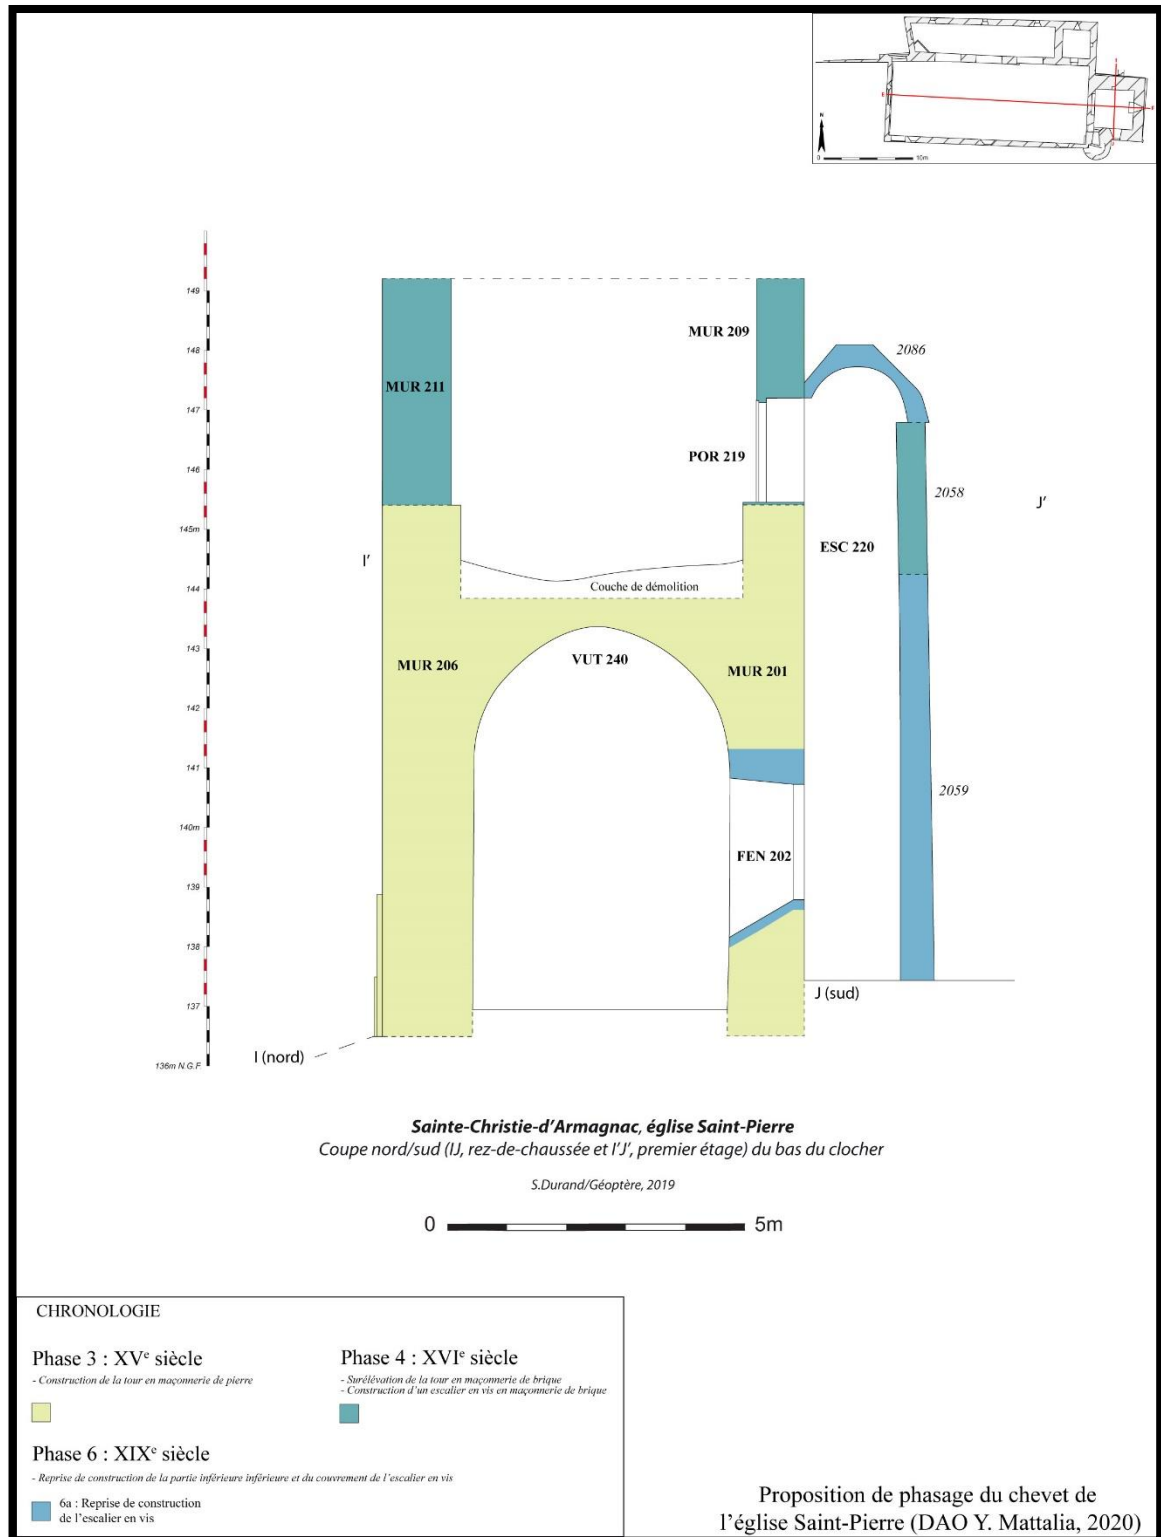 N
0 10m
149
148
147
146
145m
144
143
142
141
140m
139
138
137
136m N.G.F.
MUR 209
2086
MUR 211
POR 219
2058
J'
I'
ESC 220
Couche de démolition
MUR 206
VUT 240
MUR 201
2059
FEN 202
J (sud)
I (nord)
Sainte-Christie-d'Armagnac, église Saint-Pierre
Coupe nord/sud (IJ, rez-de-chaussée et I'J', premier étage) du bas du clocher
S.Durand/Géoptère, 2019
0 5m
CHRONOLOGIE
Phase 3 : XVe siècle
- Construction de la tour en maçonnerie de pierre
Phase 4 : XVIe siècle
- Surélévation de la tour en maçonnerie de brique
- Construction d'un escalier en vis en maçonnerie de brique
Phase 6 : XIXe siècle
- Reprise de construction de la partie inférieure inférieure et du couvrement de l'escalier en vis
6a : Reprise de construction
de l'escalier en vis
Proposition de phasage du chevet de
l'église Saint-Pierre (DAO Y. Mattalia, 2020)